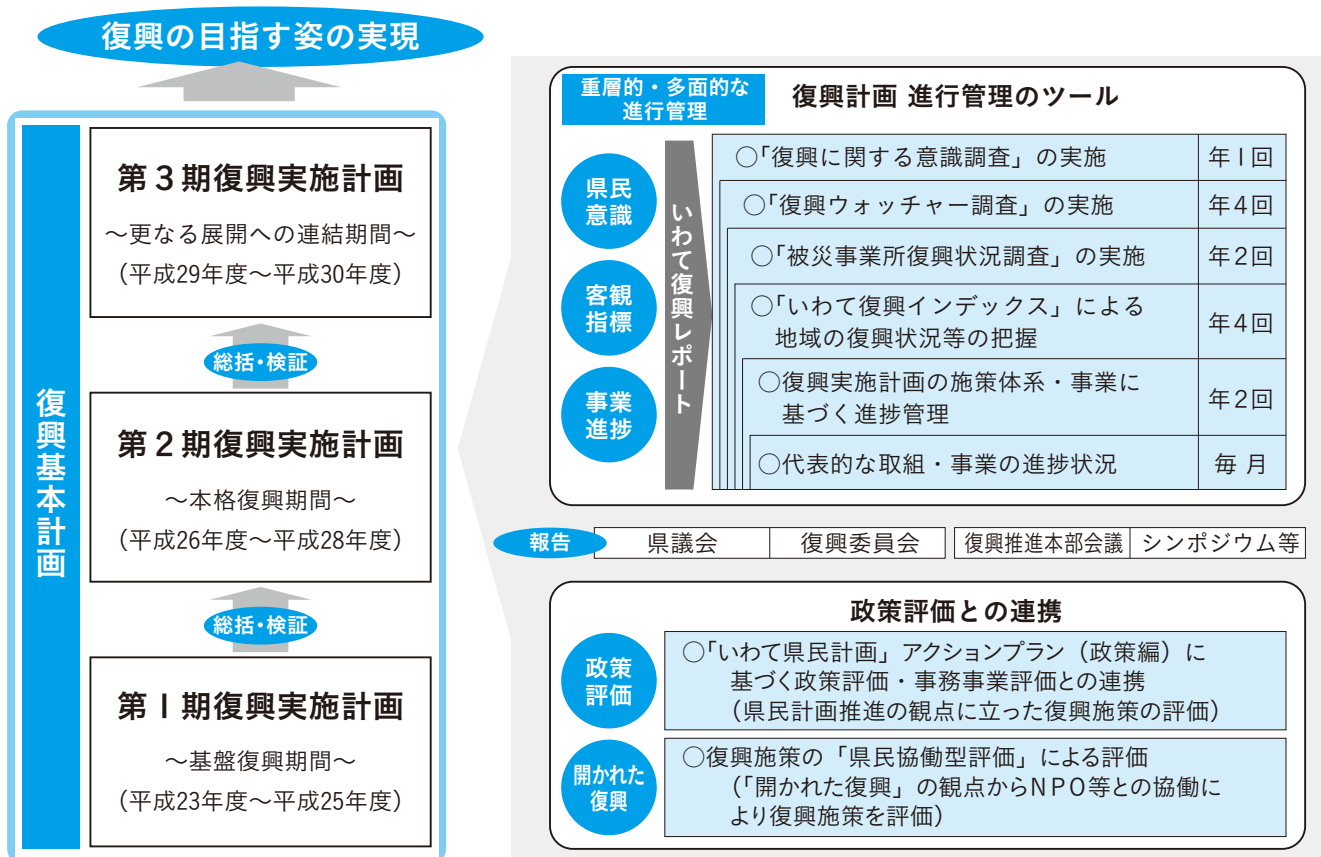 復興の目指す姿の実現
復興基本計画
第3期復興実施計画
～更なる展開への連結期間～
(平成29年度～平成30年度)
総括・検証
第2期復興実施計画
～本格復興期間～
(平成26年度～平成28年度)
総括・検証
第1期復興実施計画
～基盤復興期間～
(平成23年度～平成25年度)
重層的・多面的な
進行管理
復興計画 進行管理のツール
県民
意識
客観
指標
事業
進捗
いわて復興レポート
○「復興に関する意識調査」の実施 年1回
○「復興ウォッチャー調査」の実施 年4回
○「被災事業所復興状況調査」の実施 年2回
○「いわて復興インデックス」による
地域の復興状況等の把握 年4回
○復興実施計画の施策体系・事業に
基づく進捗管理 年2回
○代表的な取組・事業の進捗状況 毎 月
報告 県議会 復興委員会 復興推進本部会議 シンポジウム等
政策評価との連携
政策
評価
○「いわて県民計画」アクションプラン（政策編）に
基づく政策評価・事務事業評価との連携
（県民計画推進の観点に立った復興施策の評価）
開かれた
復興
○復興施策の「県民協働型評価」による評価
（「開かれた復興」の観点からNPO等との協働に
より復興施策を評価）